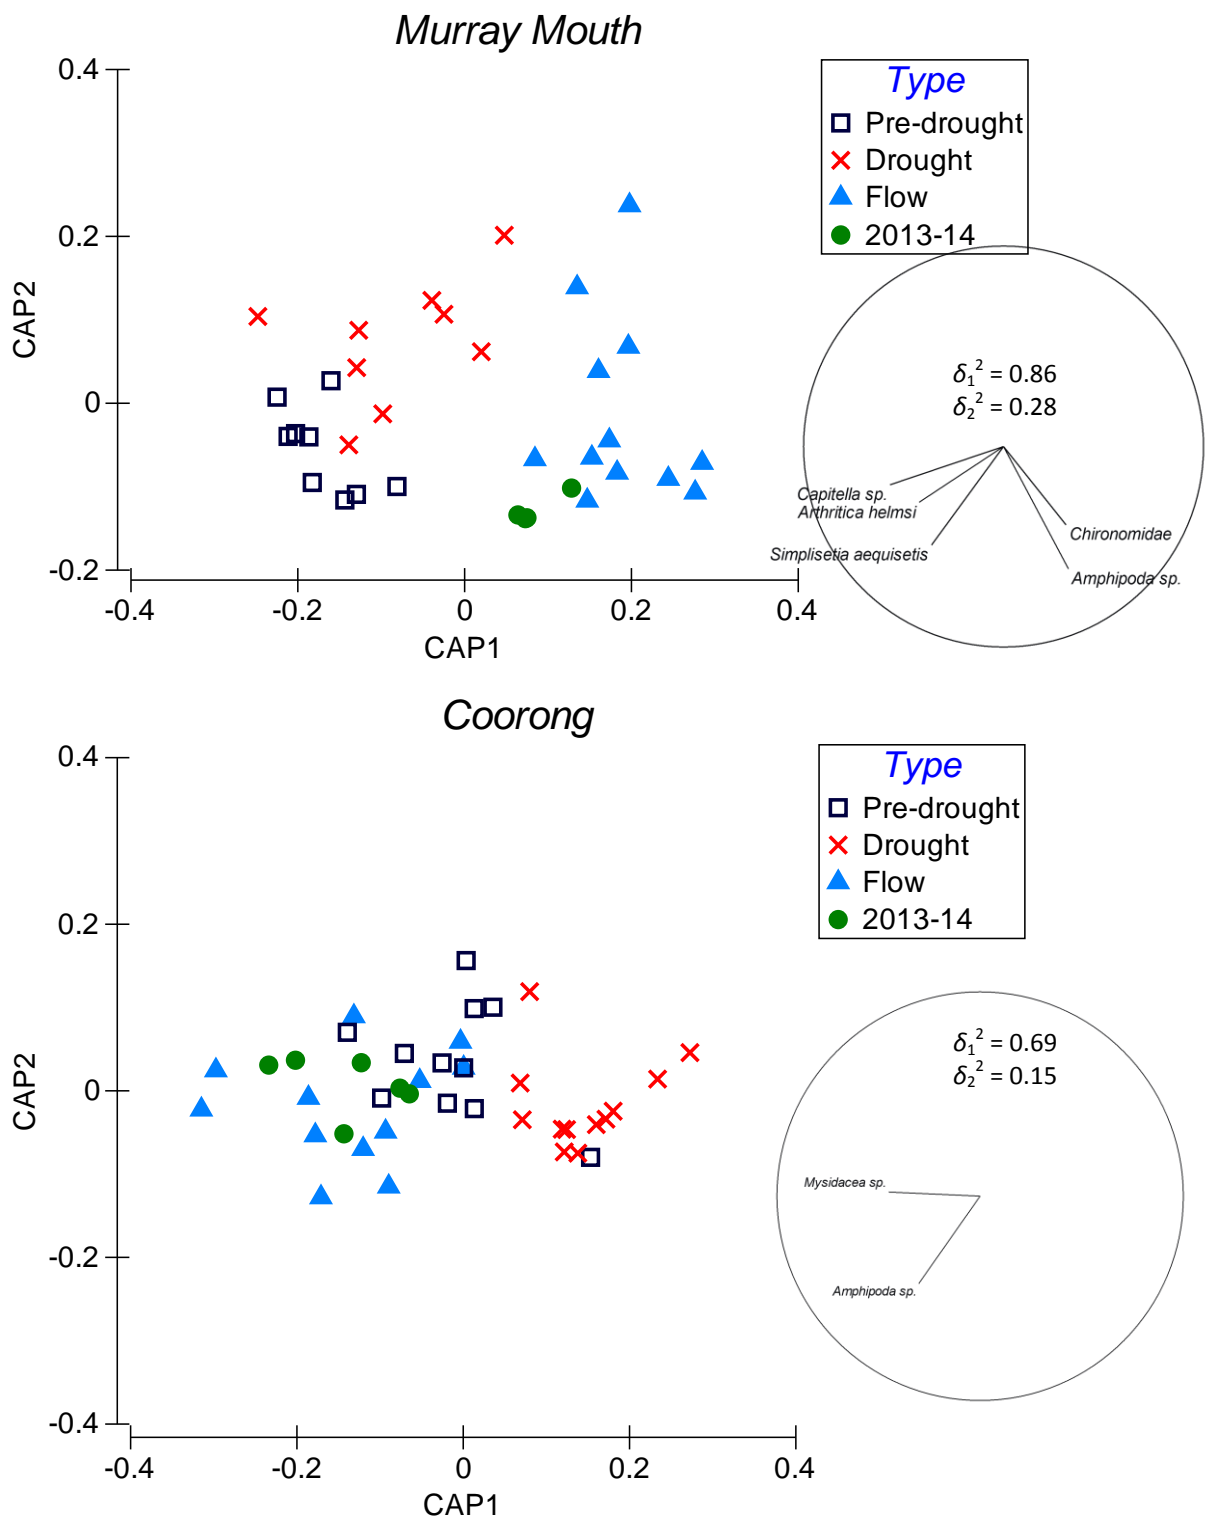 Murray Mouth
Type
Pre-drought
Drought
Flow
2013-14
0.4
0.2
0
-0.2
CAP2
-0.4
-0.2
0
0.2
0.4
CAP1
δ₁² = 0.86
δ₂² = 0.28
Capitella sp.
Arthritica helmsi
Simplisetia aequisetis
Chironomidae
Amphipoda sp.
Coorong
Type
Pre-drought
Drought
Flow
2013-14
0.4
0.2
0
-0.2
-0.4
CAP2
-0.4
-0.2
0
0.2
0.4
CAP1
δ₁² = 0.69
δ₂² = 0.15
Mysidacea sp.
Amphipoda sp.